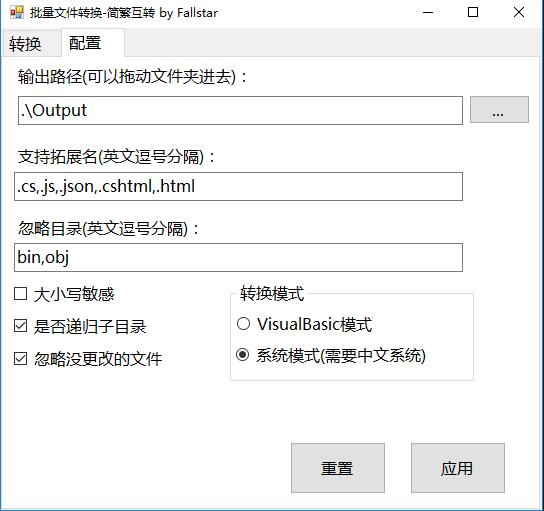 批量文件转换-简繁互转 by Fallstar
转换 配置
输出路径(可以拖动文件夹进去)：
.\Output ...
支持拓展名(英文逗号分隔)：
.cs,.js,.json,.cshtml,.html
忽略目录(英文逗号分隔)：
bin,obj
大小写敏感
是否递归子目录
忽略没更改的文件
转换模式
VisualBasic模式
系统模式(需要中文系统)
重置 应用